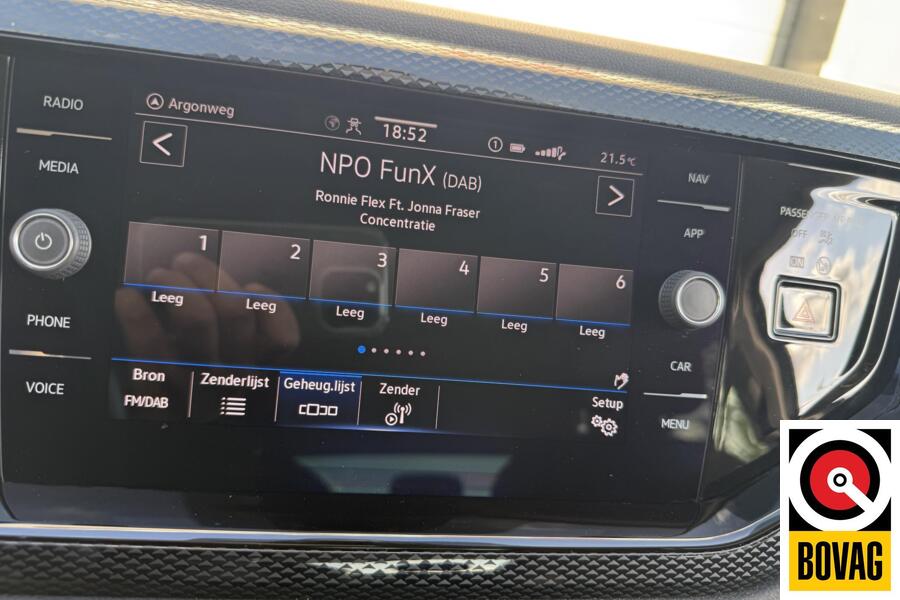 RADIO
MEDIA
PHONE
VOICE
Argonweg
18:52
1
21.5°C
<
NPO FunX (DAB)
>
Ronnie Flex Ft. Jonna Fraser
Concentratie
1 2 3 4 5 6
Leeg Leeg Leeg Leeg Leeg Leeg
Bron
FM/DAB
Zenderlijst
Geheug.lijst
Zender
Setup
NAV
APP
CAR
MENU
OFF
ON
BOVAG